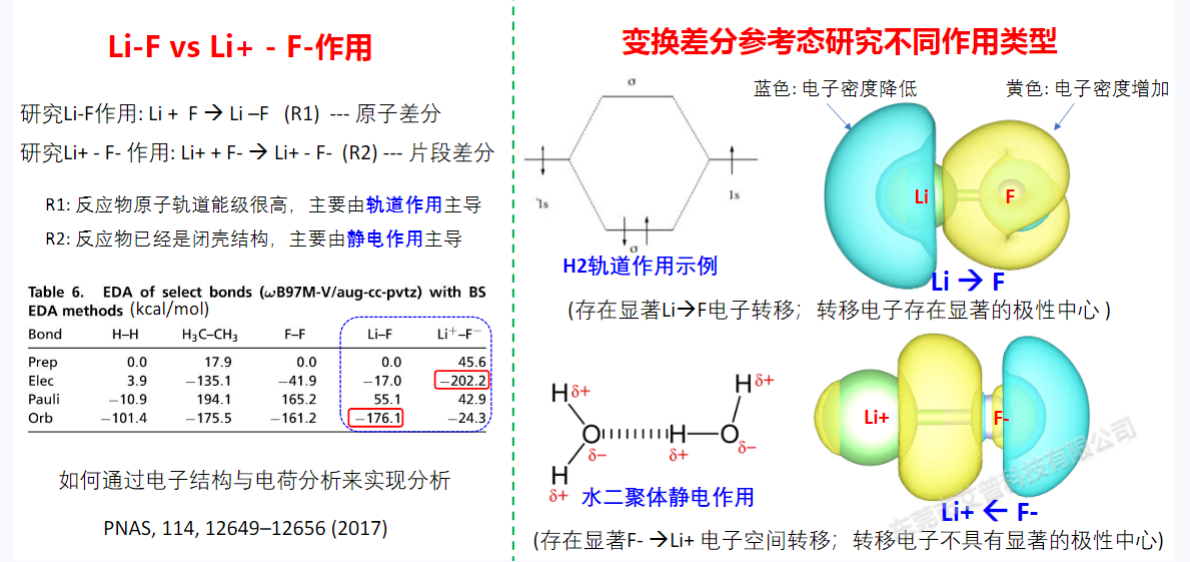 Li-F vs Li+ - F-作用
研究Li-F作用: Li + F → Li –F (R1) --- 原子差分
研究Li+ - F- 作用: Li+ + F- → Li+ - F- (R2) --- 片段差分
R1: 反应物原子轨道能级很高，主要由轨道作用主导
R2: 反应物已经是闭壳结构，主要由静电作用主导
Table 6. EDA of select bonds (ωB97M-V/aug-cc-pvtz) with BS
EDA methods (kcal/mol)
Bond H–H H₃C–CH₃ F–F Li–F Li⁺–F⁻
Prep 0.0 17.9 0.0 0.0 45.6
Elec 3.9 −135.1 −41.9 −17.0 −202.2
Pauli −10.9 194.1 165.2 55.1 42.9
Orb −101.4 −175.5 −161.2 −176.1 −24.3
如何通过电子结构与电荷分析来实现分析
PNAS, 114, 12649–12656 (2017)
变换差分参考态研究不同作用类型
σ
1s
1s
σ
H2轨道作用示例
蓝色: 电子密度降低
黄色: 电子密度增加
Li
F
Li → F
(存在显著Li→F电子转移；转移电子存在显著的极性中心 )
H δ+
H δ+
O H O
δ− δ+ δ−
H
δ+
水二聚体静电作用
Li+
F-
Li+ ← F-
(存在显著F- →Li+ 电子空间转移；转移电子不具有显著的极性中心)